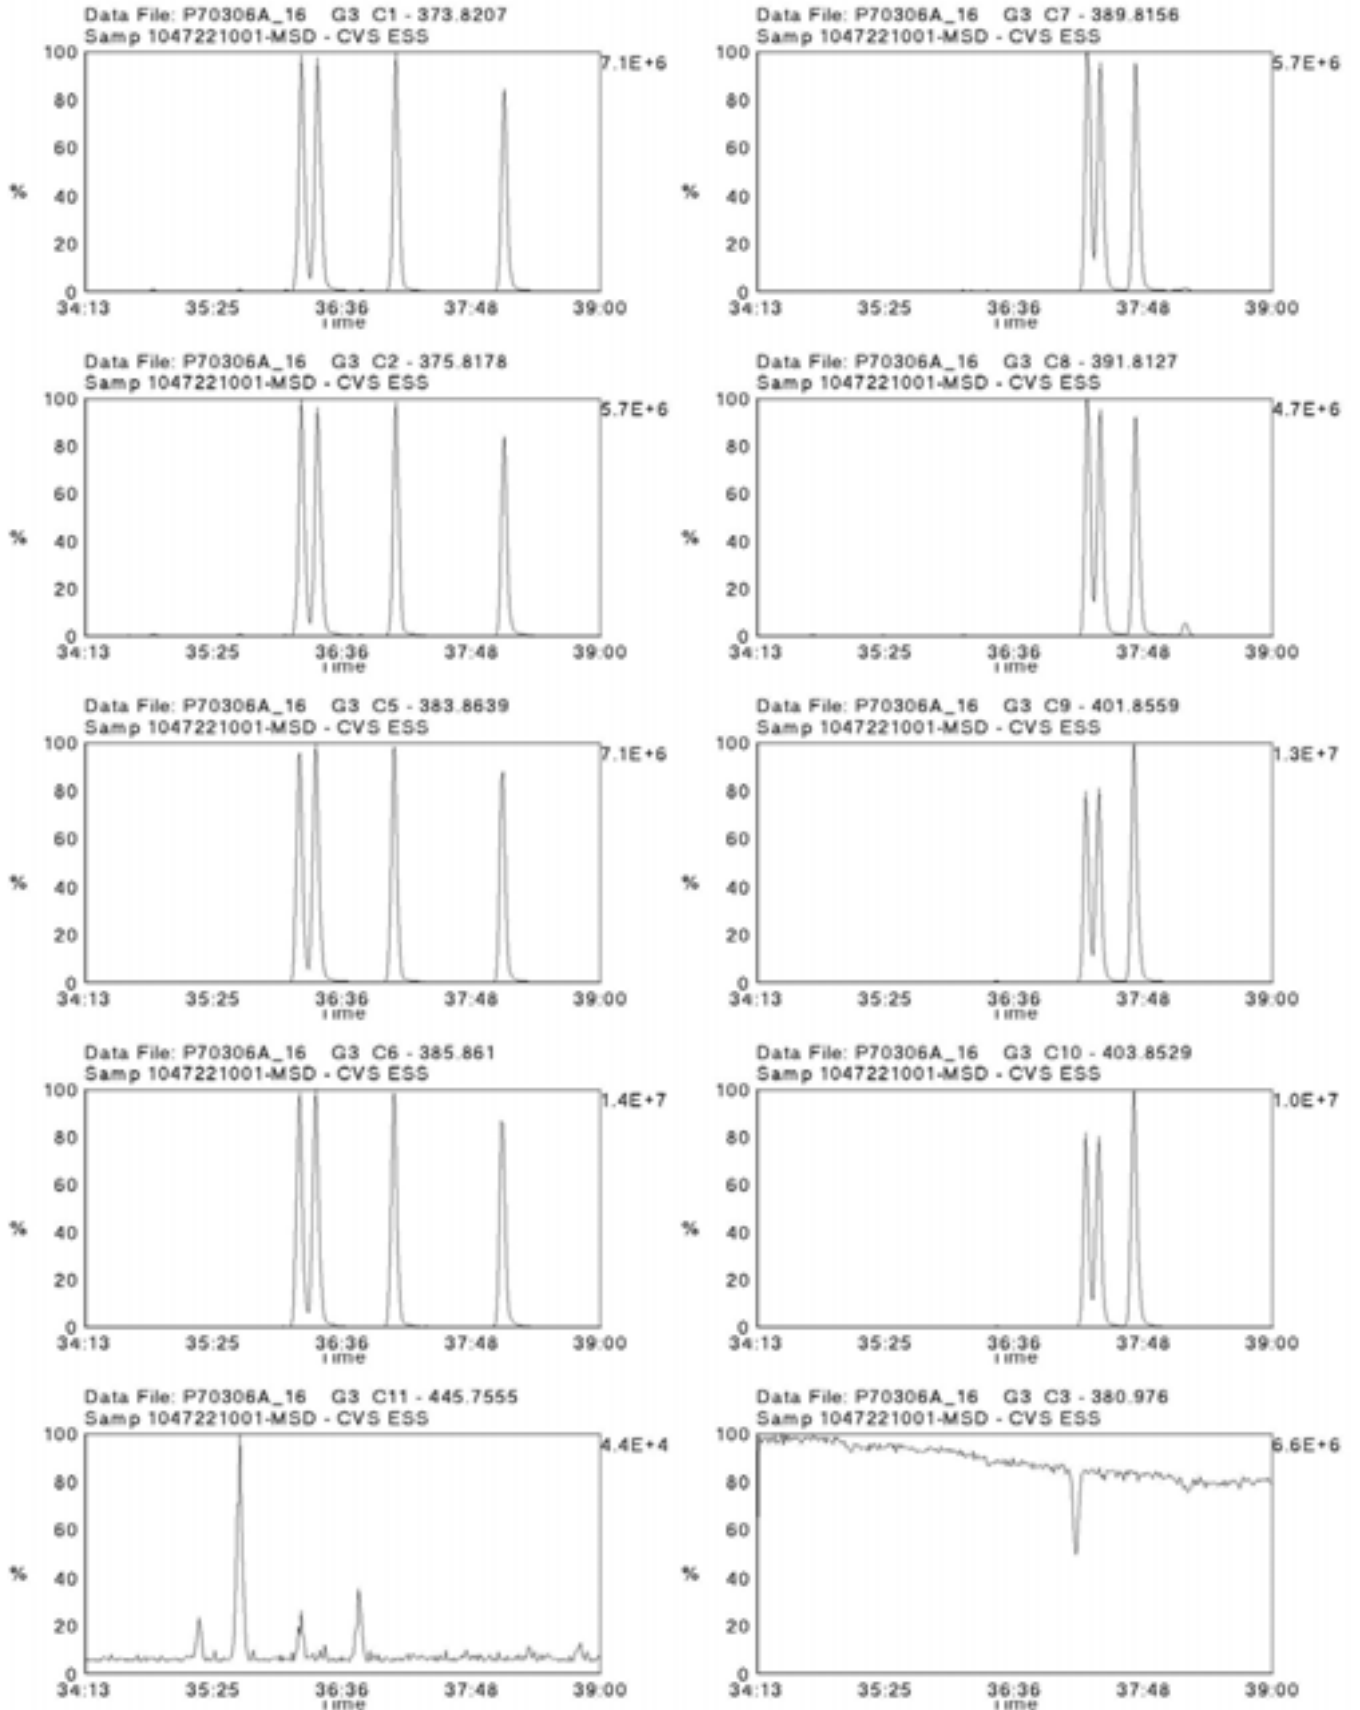 Data File: P70306A_16 G3 C1 - 373.8207
Samp 1047221001-MSD - CVS ESS
100
7.1E+6
80
60
%
40
20
0
34:13 35:25 36:36 37:48 39:00
Time
Data File: P70306A_16 G3 C7 - 389.8156
Samp 1047221001-MSD - CVS ESS
100
5.7E+6
80
60
%
40
20
0
34:13 35:25 36:36 37:48 39:00
Time
Data File: P70306A_16 G3 C2 - 375.8178
Samp 1047221001-MSD - CVS ESS
100
5.7E+6
80
60
%
40
20
0
34:13 35:25 36:36 37:48 39:00
Time
Data File: P70306A_16 G3 C8 - 391.8127
Samp 1047221001-MSD - CVS ESS
100
4.7E+6
80
60
%
40
20
0
34:13 35:25 36:36 37:48 39:00
Time
Data File: P70306A_16 G3 C5 - 383.8639
Samp 1047221001-MSD - CVS ESS
100
7.1E+6
80
60
%
40
20
0
34:13 35:25 36:36 37:48 39:00
Time
Data File: P70306A_16 G3 C9 - 401.8559
Samp 1047221001-MSD - CVS ESS
100
1.3E+7
80
60
%
40
20
0
34:13 35:25 36:36 37:48 39:00
Time
Data File: P70306A_16 G3 C6 - 385.861
Samp 1047221001-MSD - CVS ESS
100
1.4E+7
80
60
%
40
20
0
34:13 35:25 36:36 37:48 39:00
Time
Data File: P70306A_16 G3 C10 - 403.8529
Samp 1047221001-MSD - CVS ESS
100
1.0E+7
80
60
%
40
20
0
34:13 35:25 36:36 37:48 39:00
Time
Data File: P70306A_16 G3 C11 - 445.7555
Samp 1047221001-MSD - CVS ESS
100
4.4E+4
80
60
%
40
20
0
34:13 35:25 36:36 37:48 39:00
Time
Data File: P70306A_16 G3 C3 - 380.976
Samp 1047221001-MSD - CVS ESS
100
6.6E+6
80
60
%
40
20
0
34:13 35:25 36:36 37:48 39:00
Time